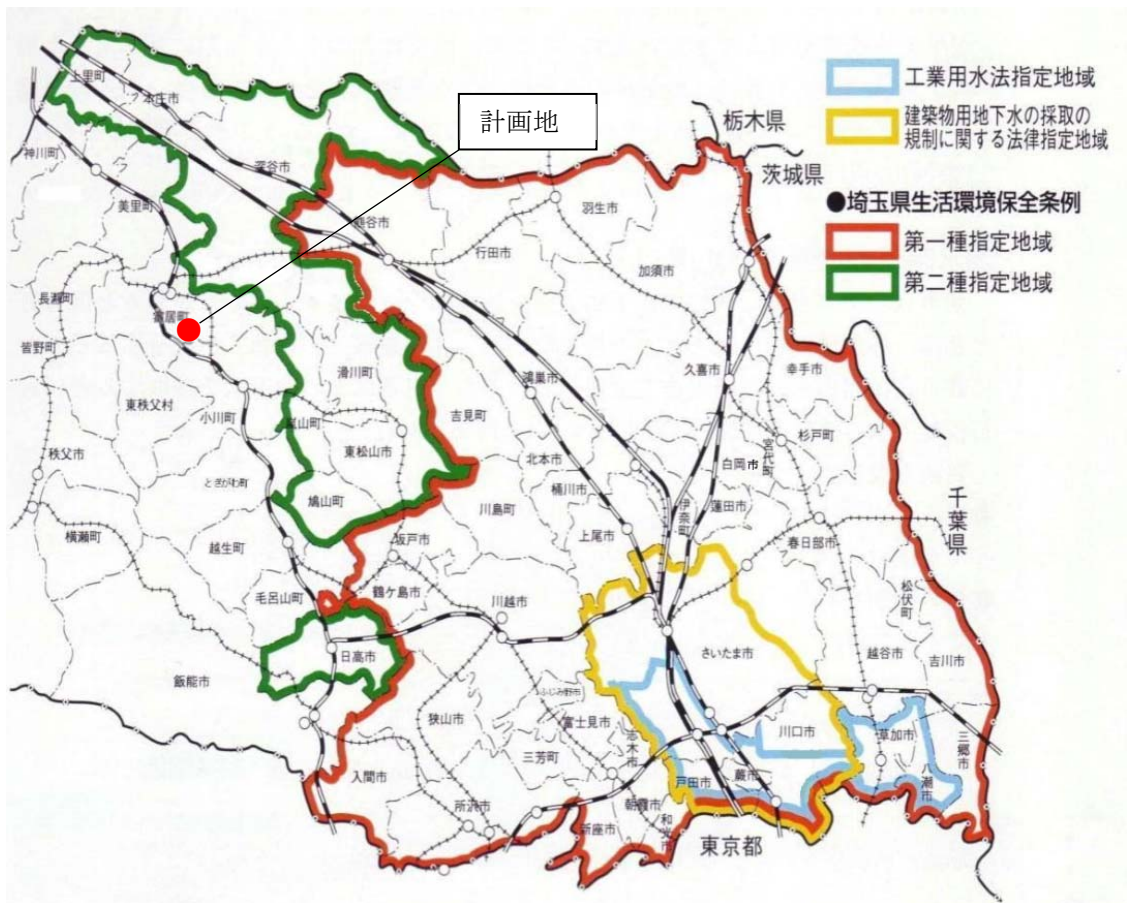 計画地
工業用水法指定地域
建築物用地下水の採取の
規制に関する法律指定地域
●埼玉県生活環境保全条例
第一種指定地域
第二種指定地域
栃木県
茨城県
千葉県
東京都
上里町
本庄市
神川町
深谷市
美里町
熊谷市
羽生市
行田市
加須市
長瀞町
寄居町
皆野町
滑川町
久喜市
幸手市
東秩父村
小川町
嵐山町
吉見町
鴻巣市
杉戸町
宮代町
東松山市
秩父市
北本市
白岡市
ときがわ町
桶川市
鳩山町
川島町
伊奈町
蓮田市
横瀬町
越生町
坂戸市
上尾市
春日部市
松伏町
毛呂山町
鶴ケ島市
川越市
さいたま市
越谷市
吉川市
日高市
飯能市
ふじみ野市
狭山市
富士見市
志木市
川口市
草加市
三郷市
三芳町
入間市
戸田市
蕨市
潮市
所沢市
朝霞市
新座市
和光市